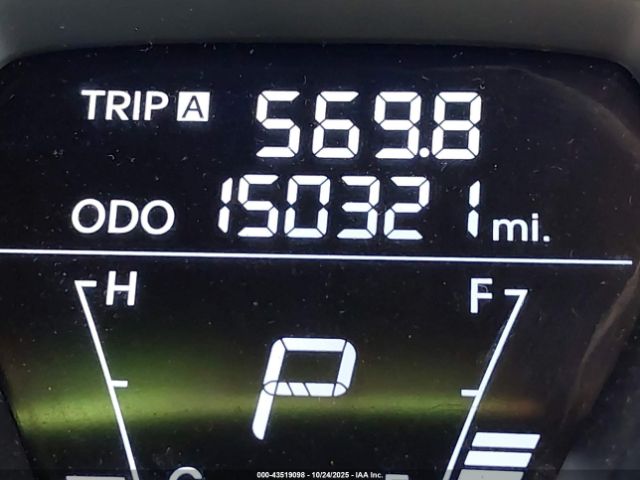 TRIP A 569.8
ODO 150321 mi.
H F
P
C
000-43519098 - 10/24/2025 - IAA Inc.